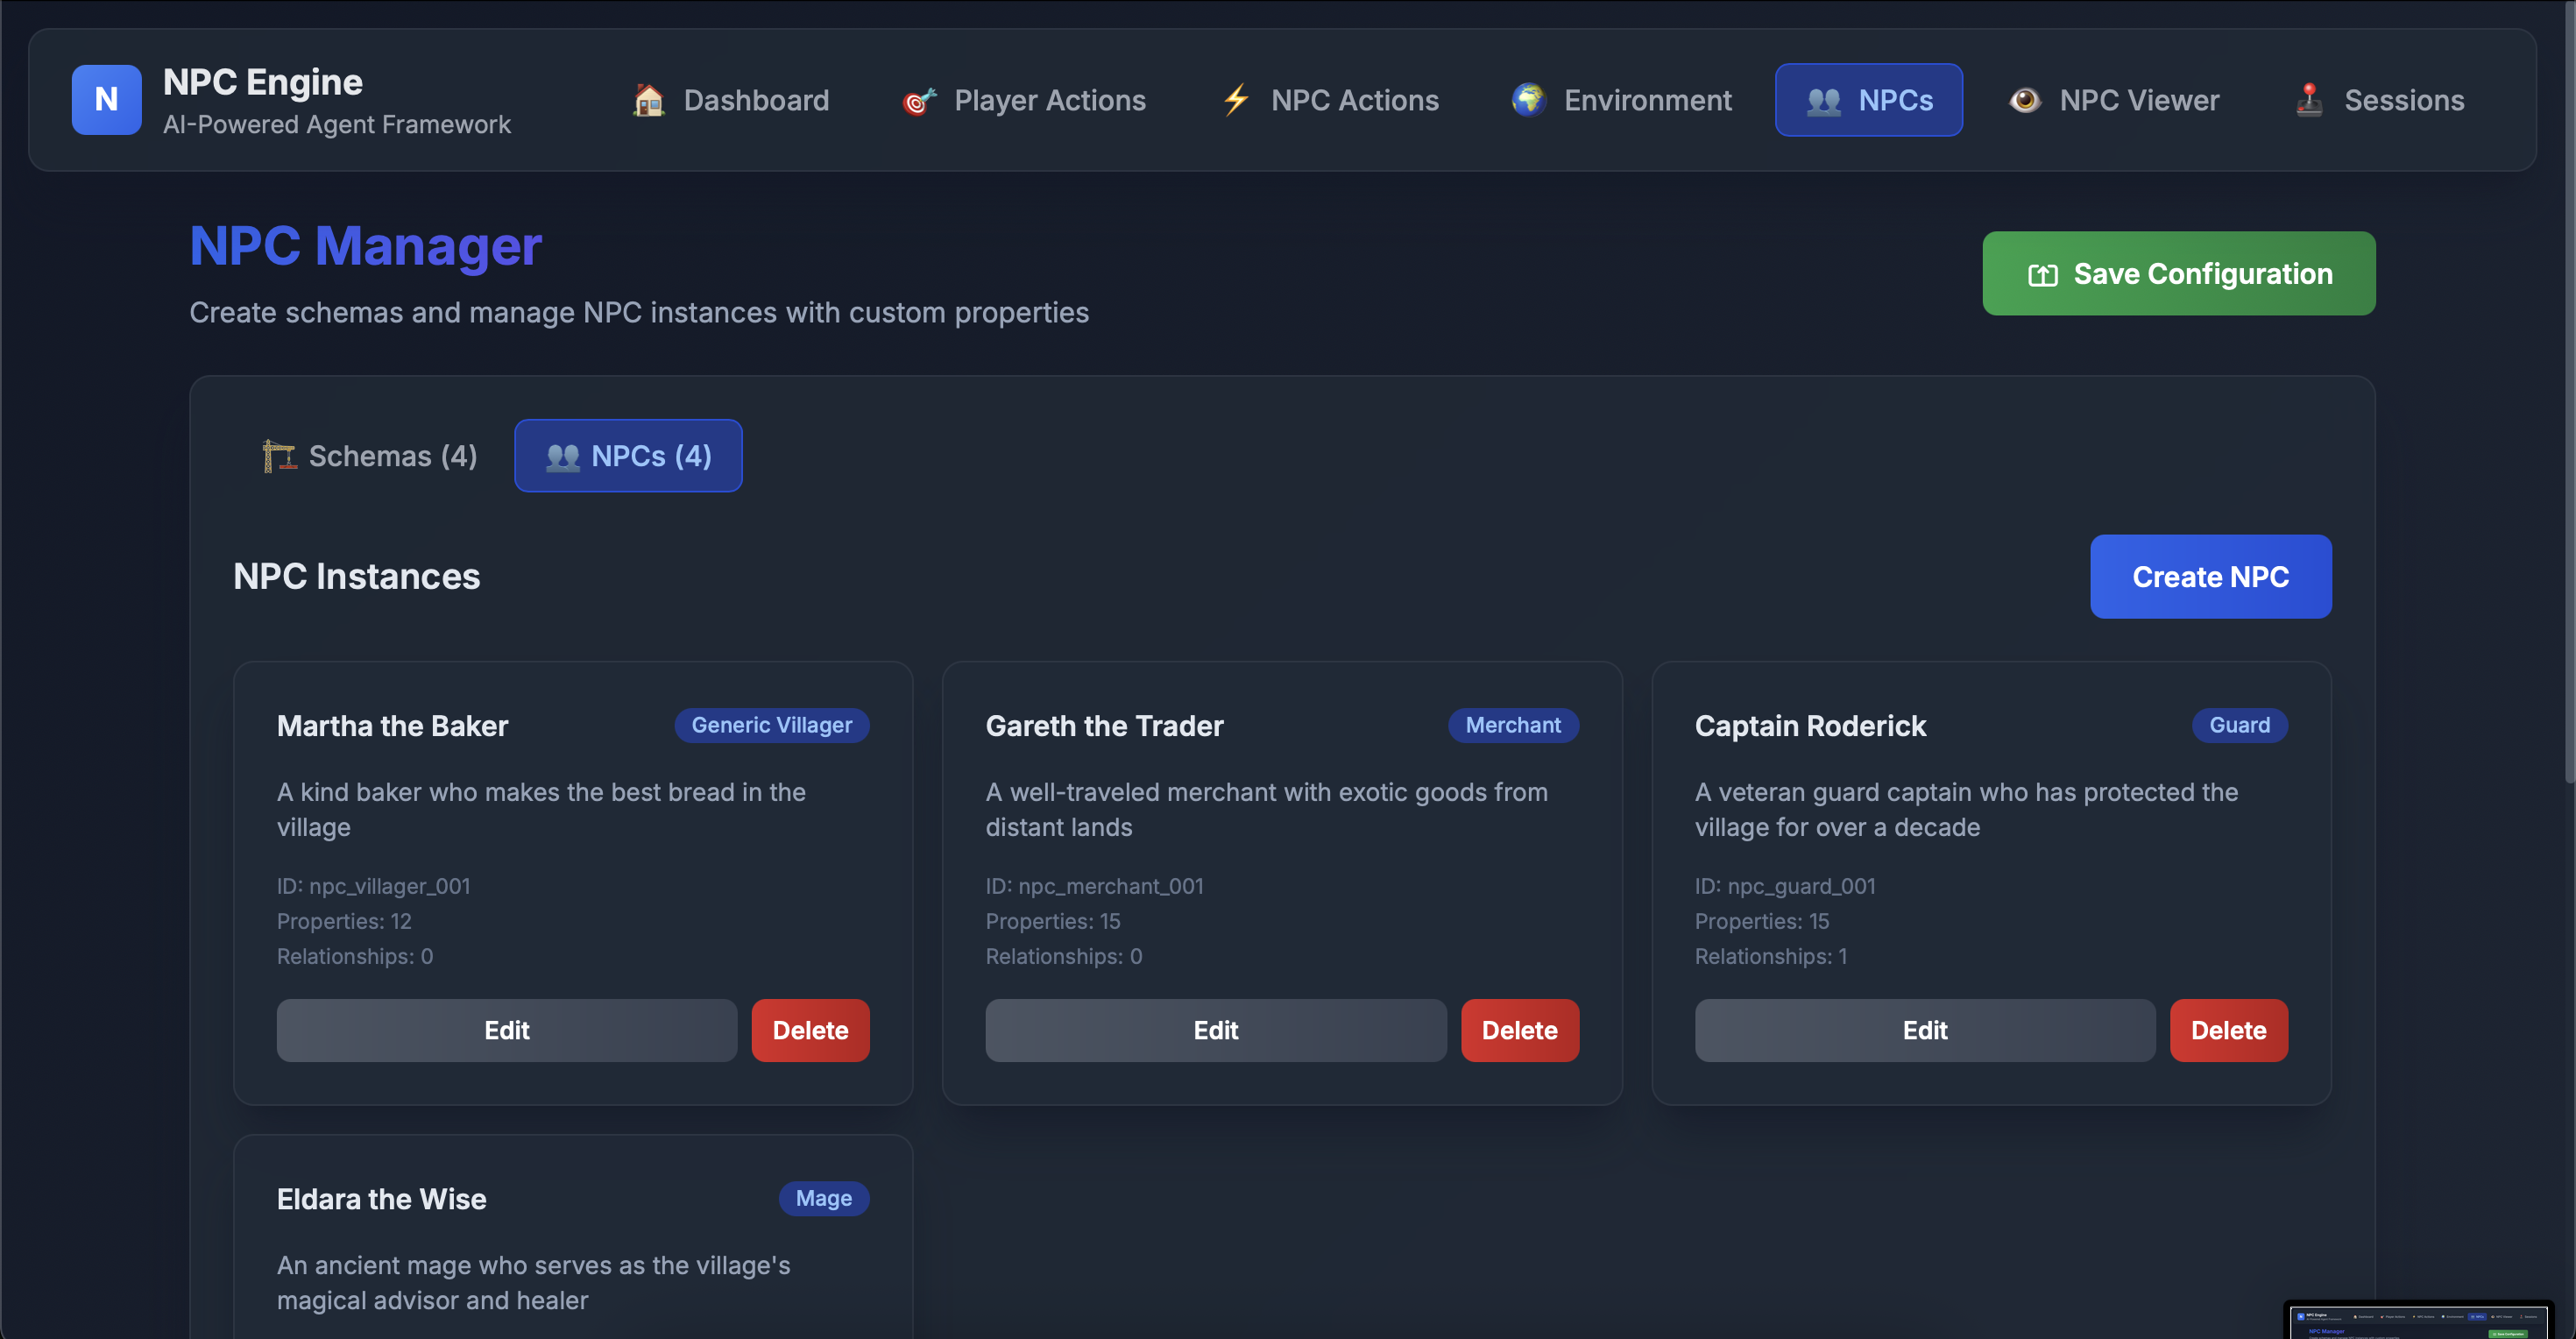 N
NPC Engine
AI-Powered Agent Framework
Dashboard
Player Actions
NPC Actions
Environment
NPCs
NPC Viewer
Sessions
NPC Manager
Create schemas and manage NPC instances with custom properties
Save Configuration
Schemas (4)
NPCs (4)
NPC Instances
Create NPC
Martha the Baker
Generic Villager
A kind baker who makes the best bread in the
village
ID: npc_villager_001
Properties: 12
Relationships: 0
Edit
Delete
Gareth the Trader
Merchant
A well-traveled merchant with exotic goods from
distant lands
ID: npc_merchant_001
Properties: 15
Relationships: 0
Edit
Delete
Captain Roderick
Guard
A veteran guard captain who has protected the
village for over a decade
ID: npc_guard_001
Properties: 15
Relationships: 1
Edit
Delete
Eldara the Wise
Mage
An ancient mage who serves as the village's
magical advisor and healer